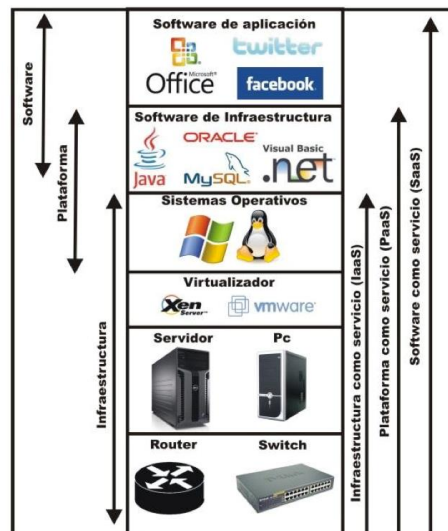 Software de aplicación
Microsoft®
Office
twitter
facebook
Software de Infraestructura
Java
ORACLE
MySQL
Visual Basic
.net
Sistemas Operativos
Virtualizador
Xen
Server
vmware
Servidor
Pc
Router
Switch
Software
Plataforma
Infraestructura
Infraestructura como servicio (IaaS)
Plataforma como servicio (PaaS)
Software como servicio (SaaS)